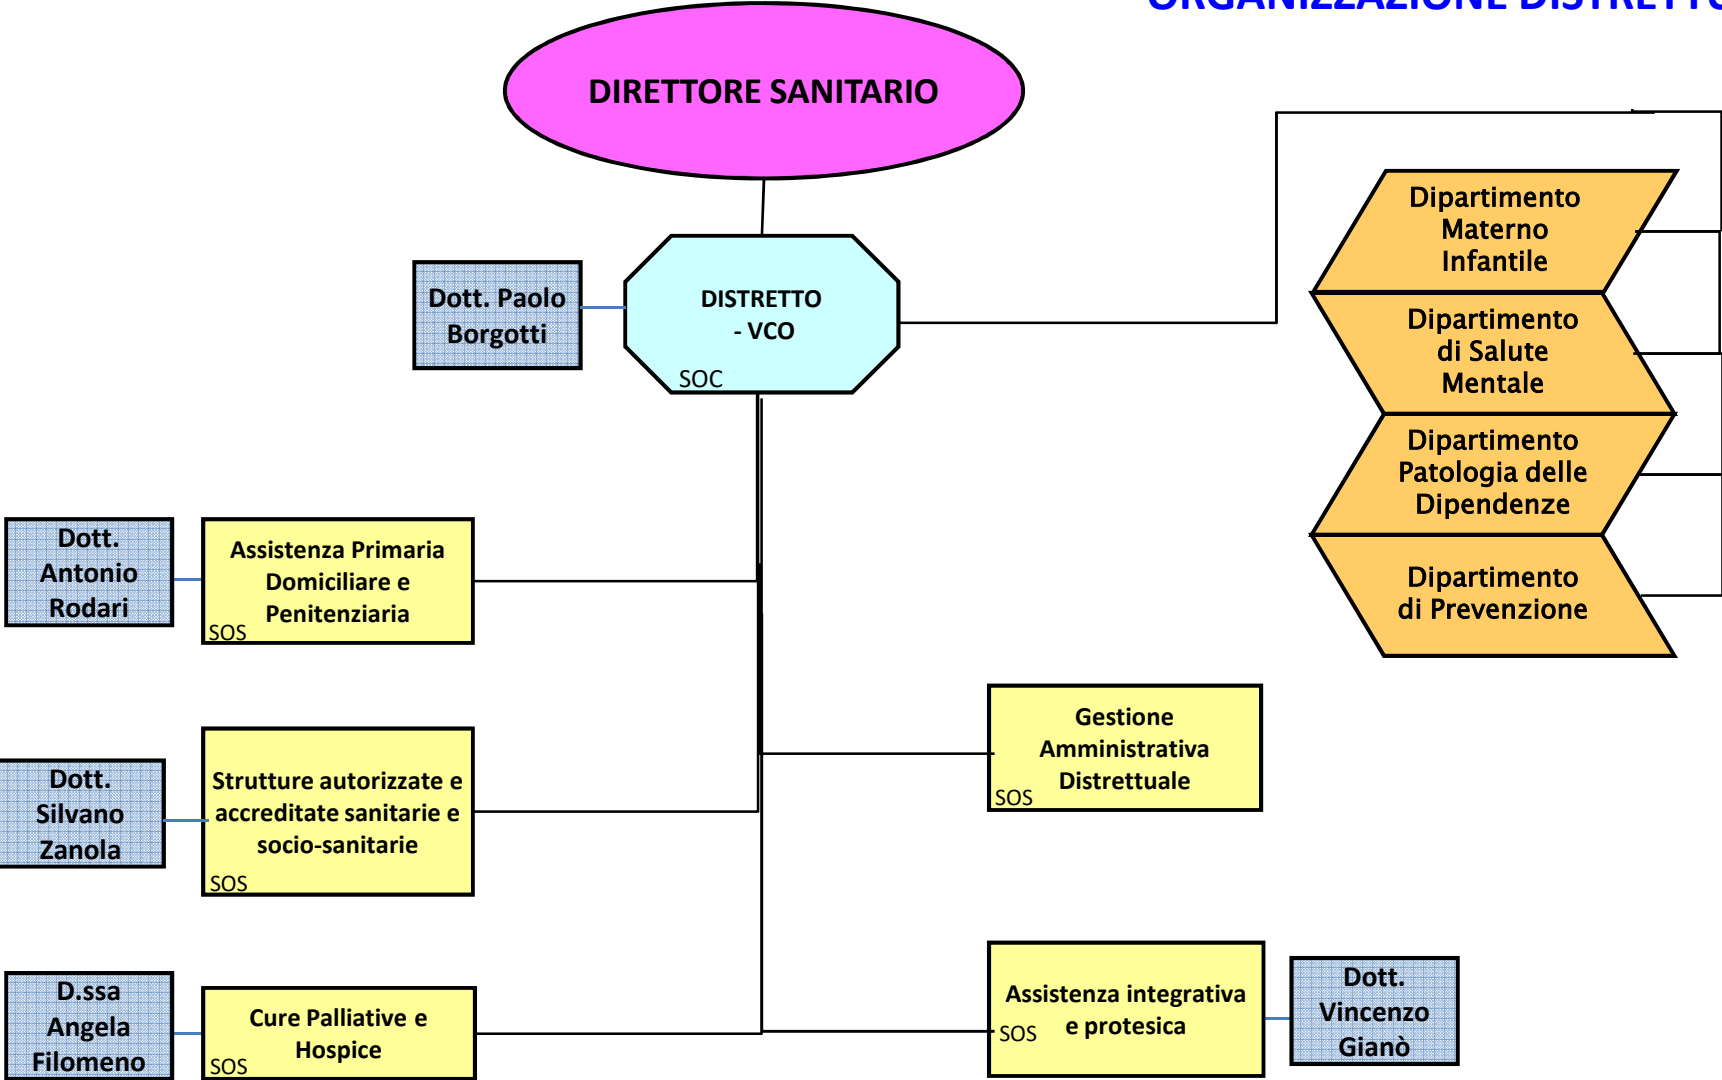 ORGANIZZAZIONE DISTRETTU
DIRETTORE SANITARIO
Dott. Paolo
Borgotti
DISTRETTO
- VCO
SOC
Dipartimento
Materno
Infantile
Dipartimento
di Salute
Mentale
Dipartimento
Patologia delle
Dipendenze
Dipartimento
di Prevenzione
Dott.
Antonio
Rodari
Assistenza Primaria
Domiciliare e
Penitenziaria
SOS
Dott.
Silvano
Zanola
Strutture autorizzate e
accreditate sanitarie e
socio-sanitarie
SOS
Gestione
Amministrativa
Distrettuale
SOS
D.ssa
Angela
Filomeno
Cure Palliative e
Hospice
SOS
Assistenza integrativa
e protesica
SOS
Dott.
Vincenzo
Gianò